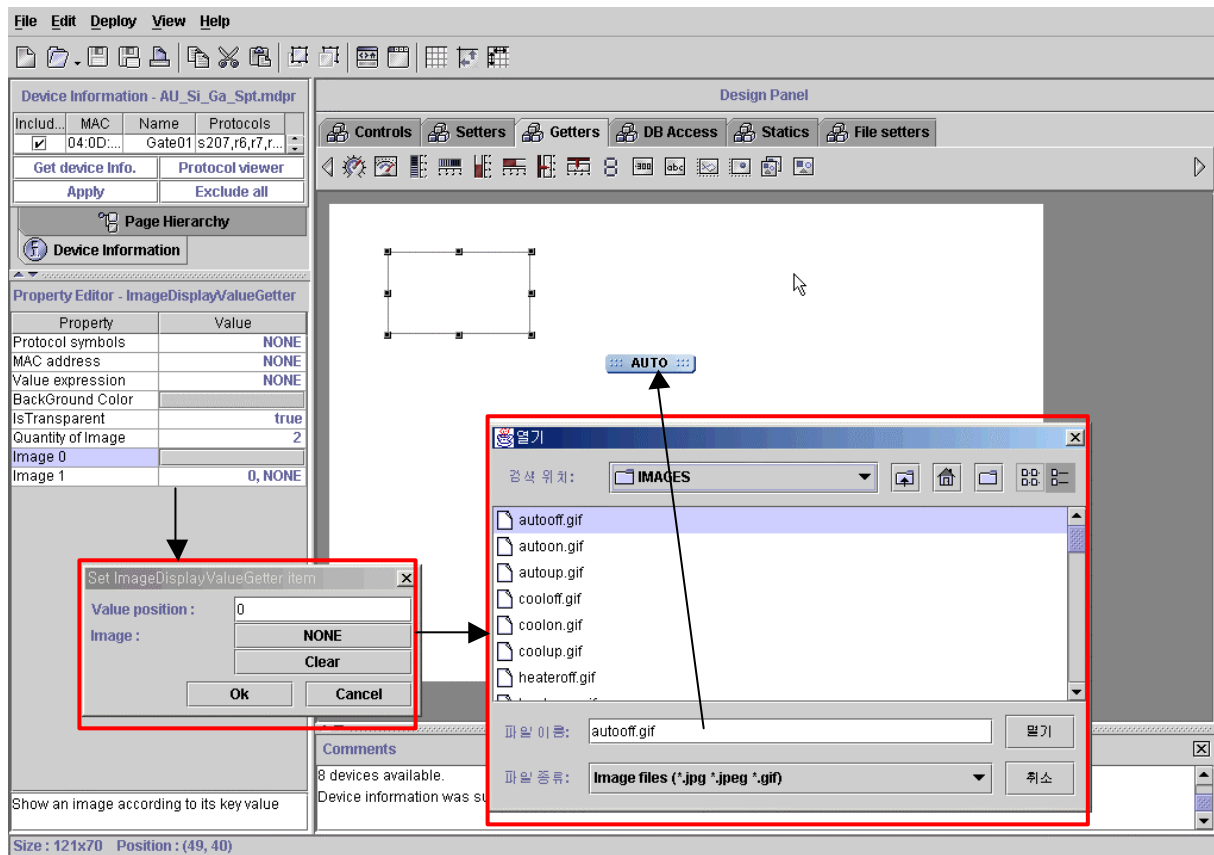 File Edit Deploy View Help
Device Information - AU_Si_Ga_Spt.mdpr
Includ... MAC Name Protocols
04:0D:... Gate01 s207,r6,r7,r...
Get device Info. Protocol viewer
Apply Exclude all
Page Hierarchy
Device Information
Property Editor - ImageDisplayValueGetter
Property Value
Protocol symbols NONE
MAC address NONE
Value expression NONE
BackGround Color
IsTransparent true
Quantity of Image 2
Image 0
Image 1 0, NONE
Design Panel
Controls Setters Getters DB Access Statics File setters
AUTO
Set ImageDisplayValueGetter item
Value position : 0
Image : NONE
Clear
Ok Cancel
열기
검색 위치: IMAGES
autooff.gif
autoon.gif
autoup.gif
cooloff.gif
coolon.gif
coolup.gif
heateroff.gif
파일 이름: autooff.gif 열기
파일 종류: Image files (*.jpg *.jpeg *.gif) 취소
Comments
8 devices available.
Device information was su
Show an image according to its key value
Size : 121x70 Position : (49, 40)